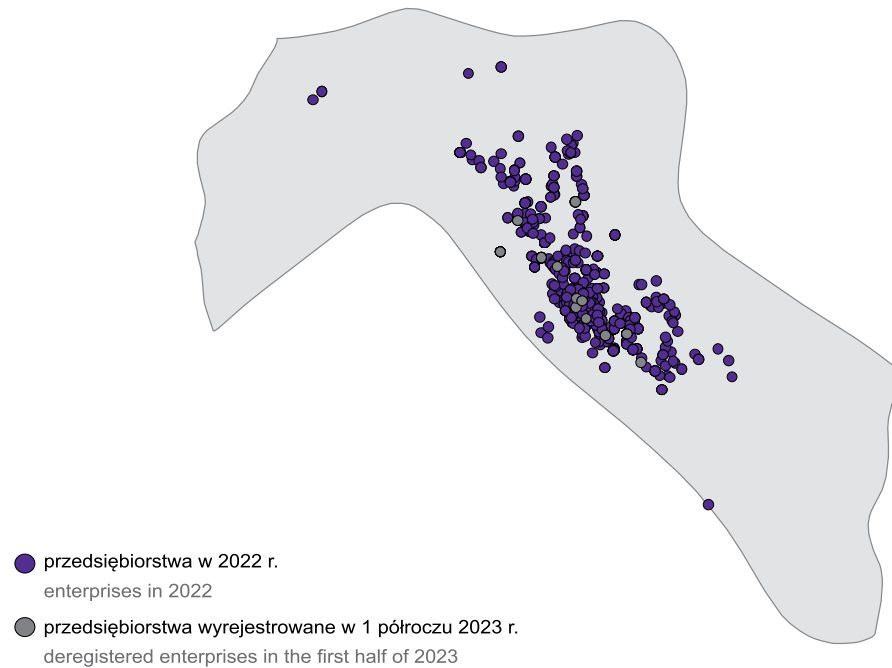 przedsiębiorstwa w 2022 r.
enterprises in 2022
przedsiębiorstwa wyrejestrowane w 1 półroczu 2023 r.
deregistered enterprises in the first half of 2023